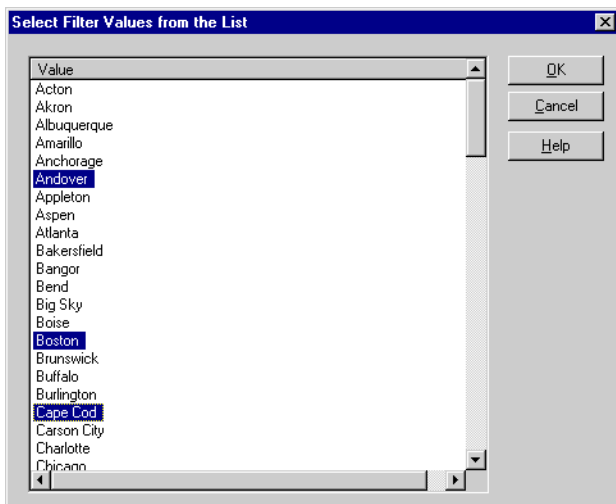 Select Filter Values from the List
Value
Acton
Akron
Albuquerque
Amarillo
Anchorage
Andover
Appleton
Aspen
Atlanta
Bakersfield
Bangor
Bend
Big Sky
Boise
Boston
Brunswick
Buffalo
Burlington
Cape Cod
Carson City
Charlotte
Chicago
OK
Cancel
Help